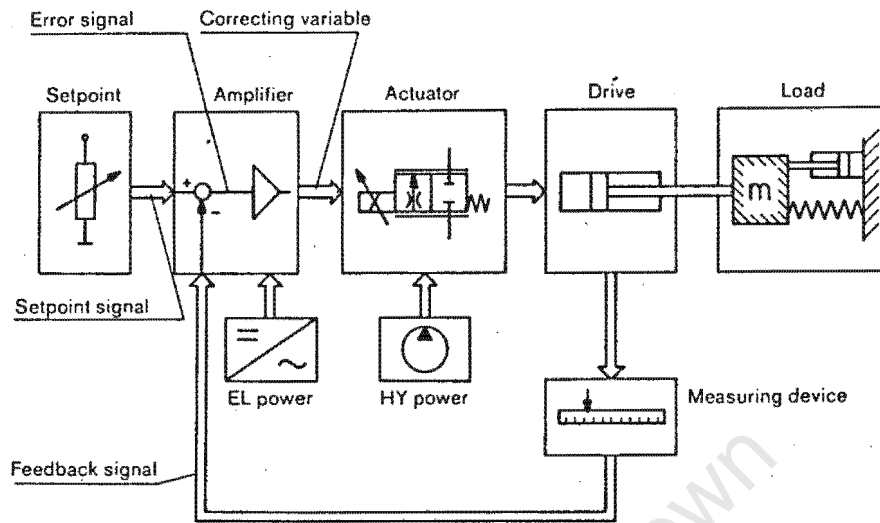 Error signal
Correcting variable
Setpoint
Amplifier
Actuator
Drive
Load
+
-
m
Setpoint signal
EL power
HY power
Measuring device
Feedback signal
own